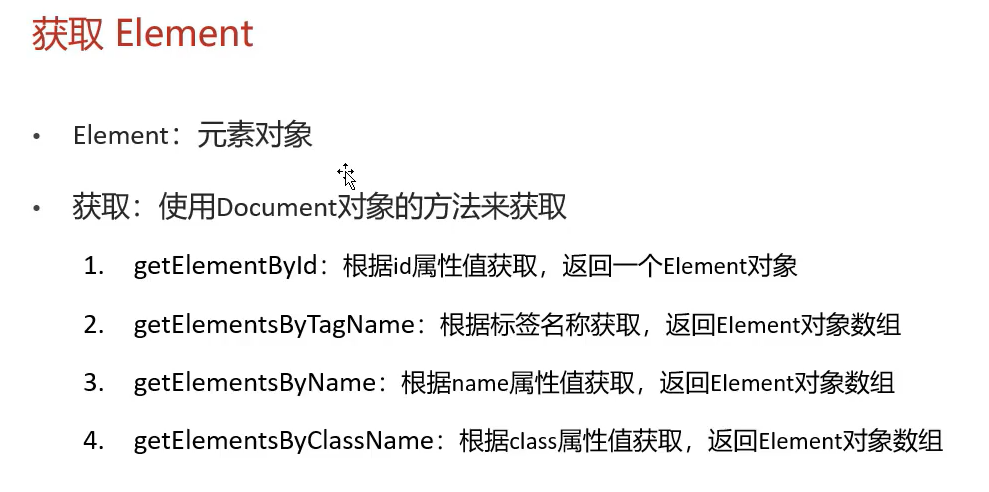 获取 Element
• Element：元素对象
• 获取：使用Document对象的方法来获取
1. getElementById：根据id属性值获取，返回一个Element对象
2. getElementsByTagName：根据标签名称获取，返回Element对象数组
3. getElementsByName：根据name属性值获取，返回Element对象数组
4. getElementsByClassName：根据class属性值获取，返回Element对象数组